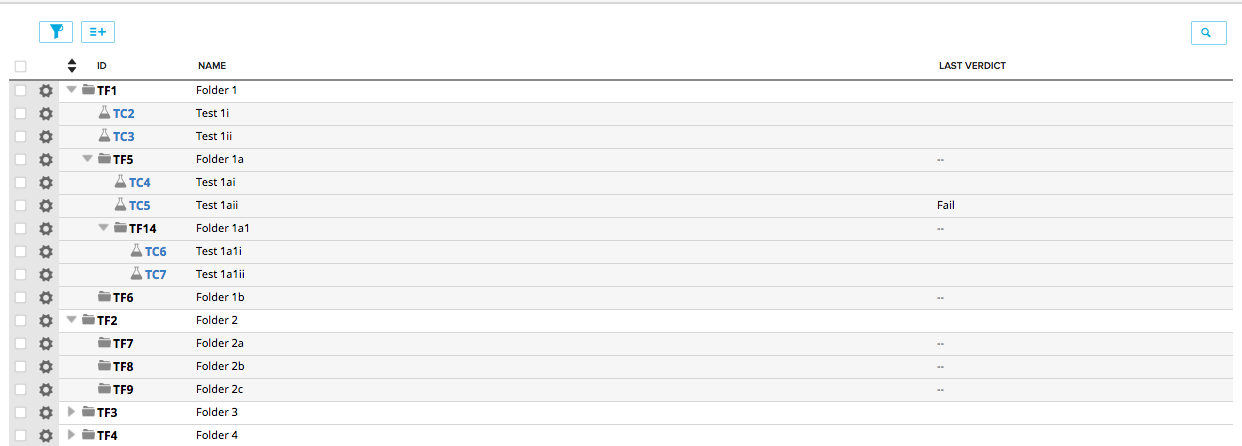 ID NAME LAST VERDICT
TF1 Folder 1
TC2 Test 1i
TC3 Test 1ii
TF5 Folder 1a --
TC4 Test 1ai
TC5 Test 1aii Fail
TF14 Folder 1a1 --
TC6 Test 1a1i
TC7 Test 1a1ii
TF6 Folder 1b --
TF2 Folder 2
TF7 Folder 2a --
TF8 Folder 2b --
TF9 Folder 2c --
TF3 Folder 3
TF4 Folder 4